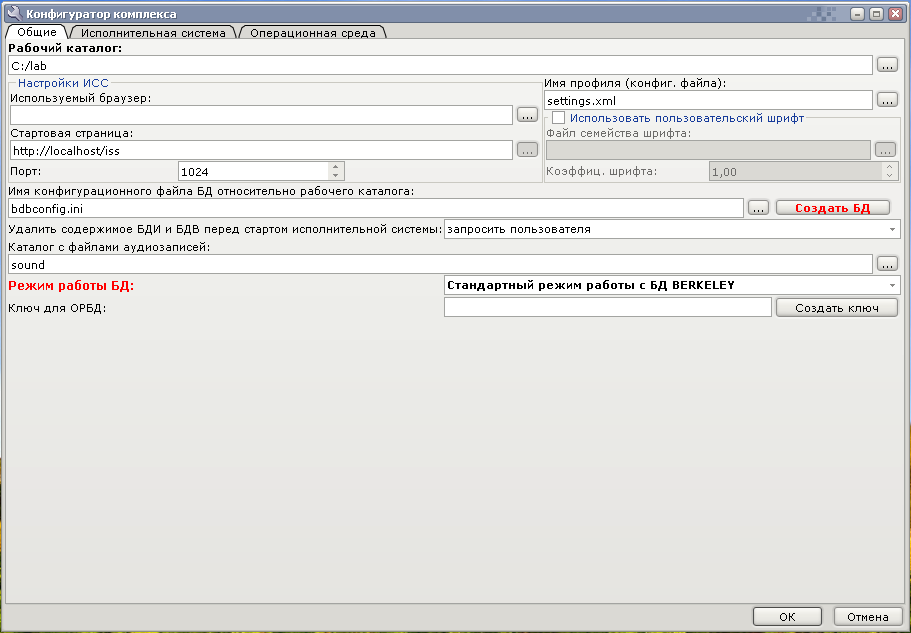 Конфигуратор комплекса
Общие
Исполнительная система
Операционная среда
Рабочий каталог:
C:/lab
...
Настройки ИСС
Используемый браузер:
...
Стартовая страница:
http://localhost/iss
...
Порт:
1024
Имя профиля (конфиг. файла):
settings.xml
...
Использовать пользовательский шрифт
Файл семейства шрифта:
...
Коэффиц. шрифта:
1,00
Имя конфигурационного файла БД относительно рабочего каталога:
bdbconfig.ini
...
Создать БД
Удалить содержимое БДИ и БДВ перед стартом исполнительной системы:
запросить пользователя
Каталог с файлами аудиозаписей:
sound
...
Режим работы БД:
Стандартный режим работы с БД BERKELEY
Ключ для ОРБД:
Создать ключ
OK
Отмена